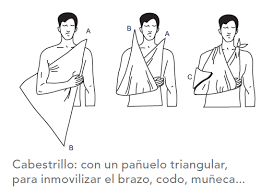 A
B
B
A
C
Cabestrillo: con un pañuelo triangular,
para inmovilizar el brazo, codo, muñeca...